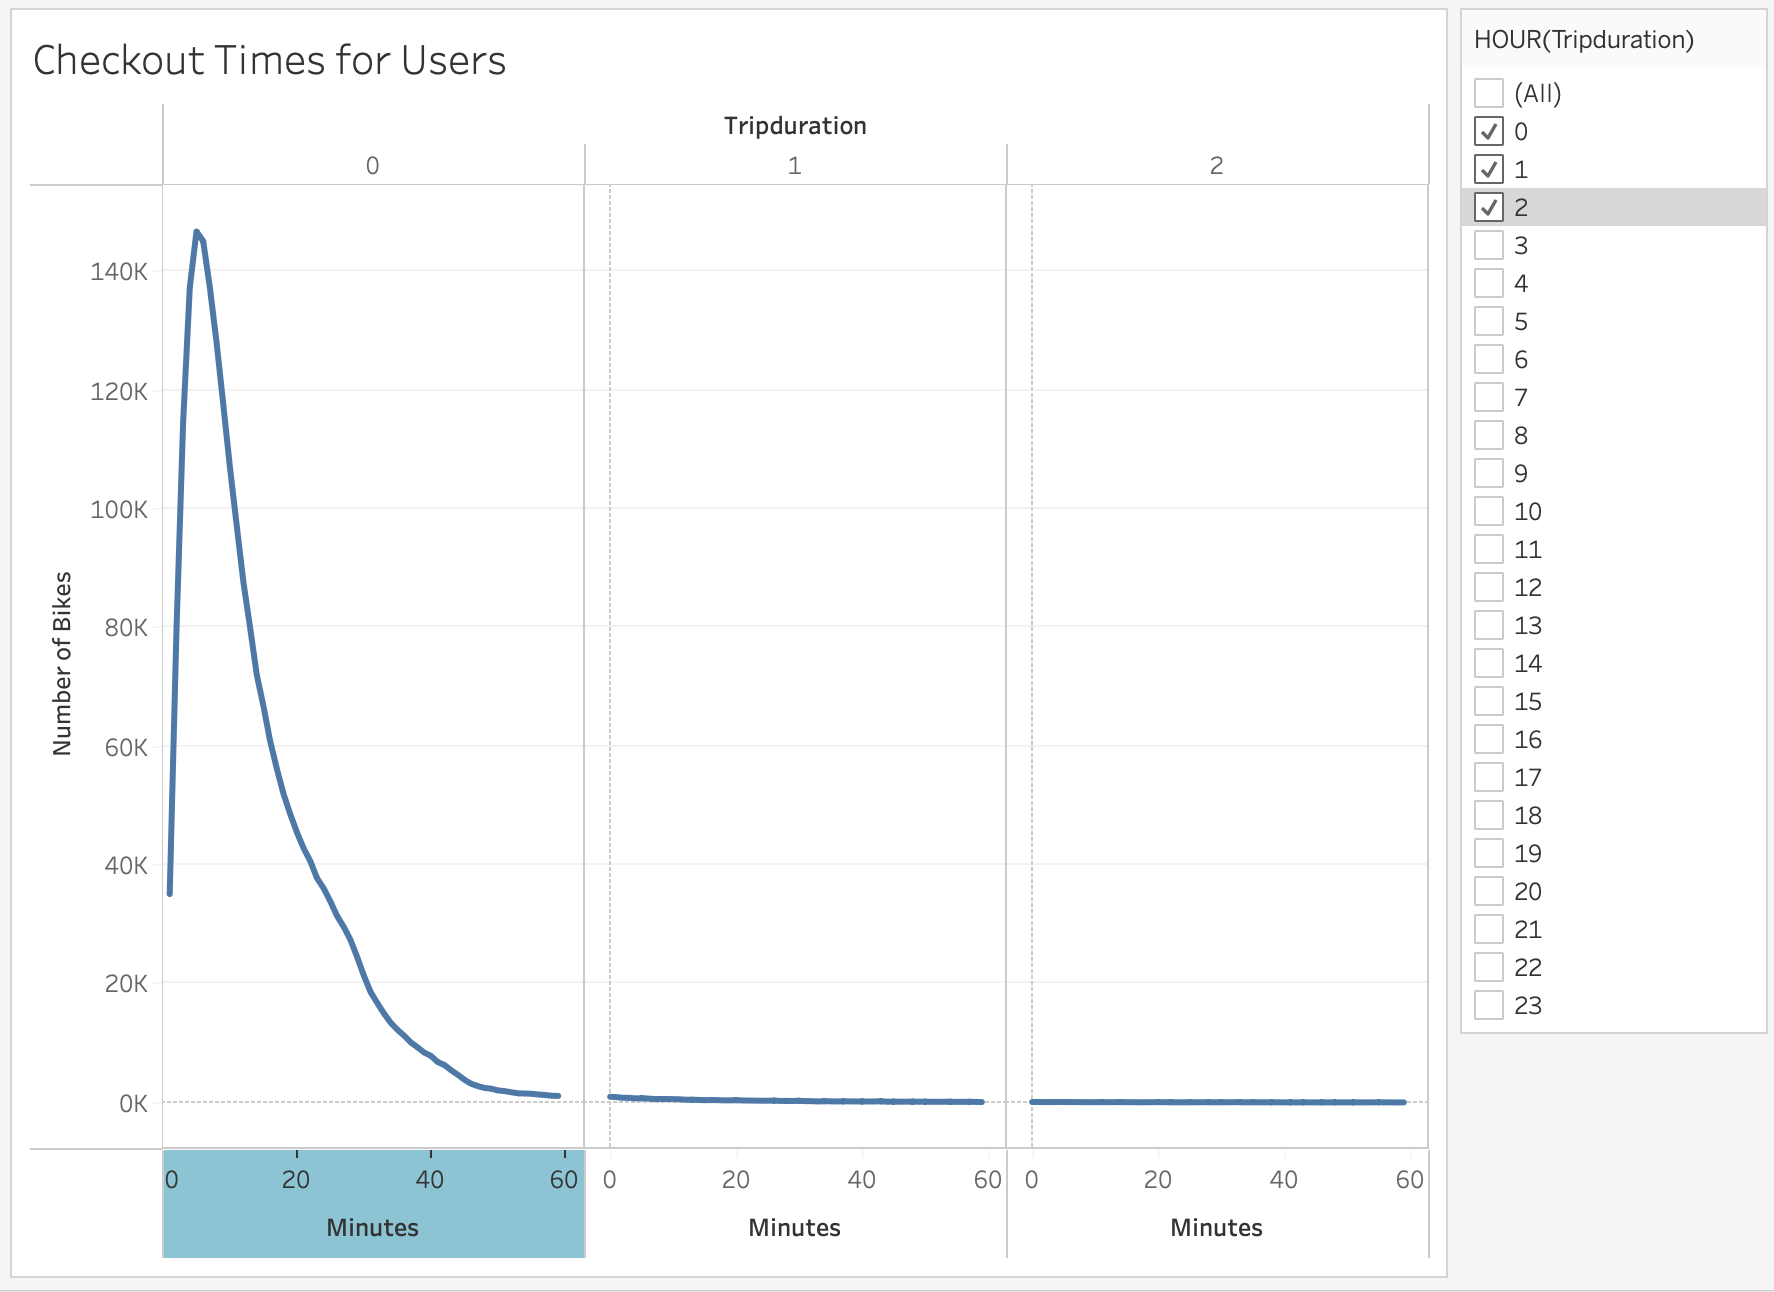 Checkout Times for Users
Tripduration
0 1 2
140K
120K
100K
80K
60K
40K
20K
0K
Number of Bikes
0 20 40 60 0 20 40 60 0 20 40 60
Minutes Minutes Minutes
HOUR(Tripduration)
(All)
0
1
2
3
4
5
6
7
8
9
10
11
12
13
14
15
16
17
18
19
20
21
22
23